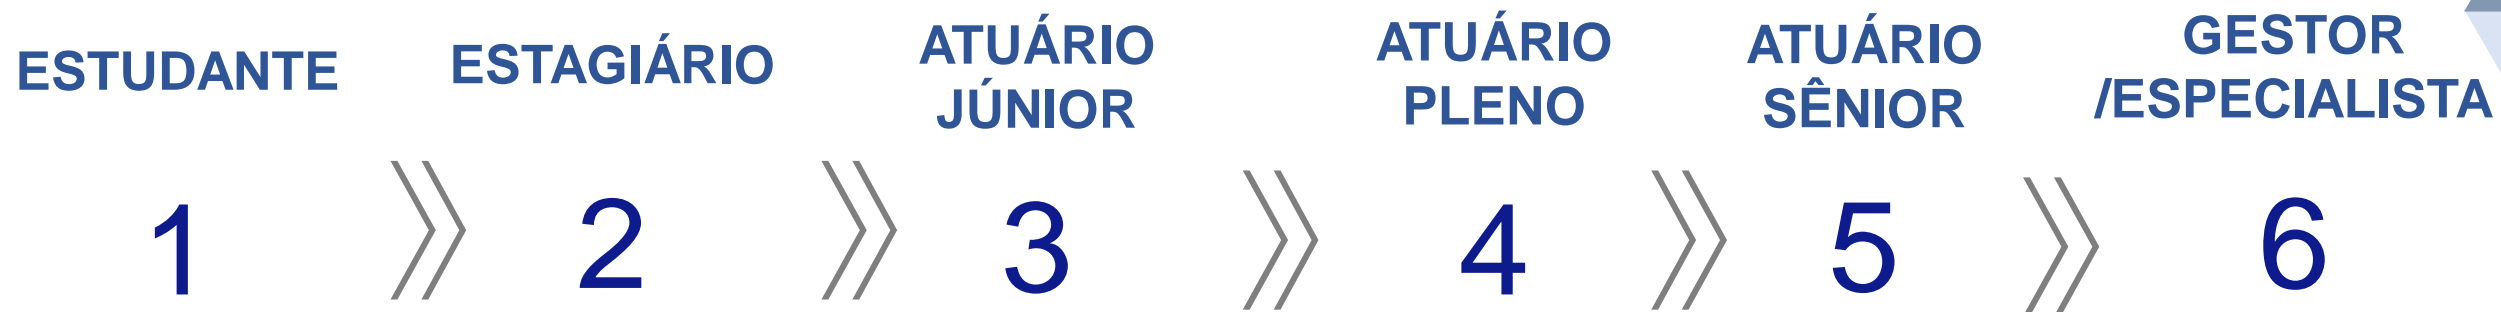 ESTUDANTE
ESTAGIÁRIO
ATUÁRIO
JÚNIOR
ATUÁRIO
PLENO
ATUÁRIO
SÊNIOR
GESTOR
/ESPECIALISTA
1
2
3
4
5
6